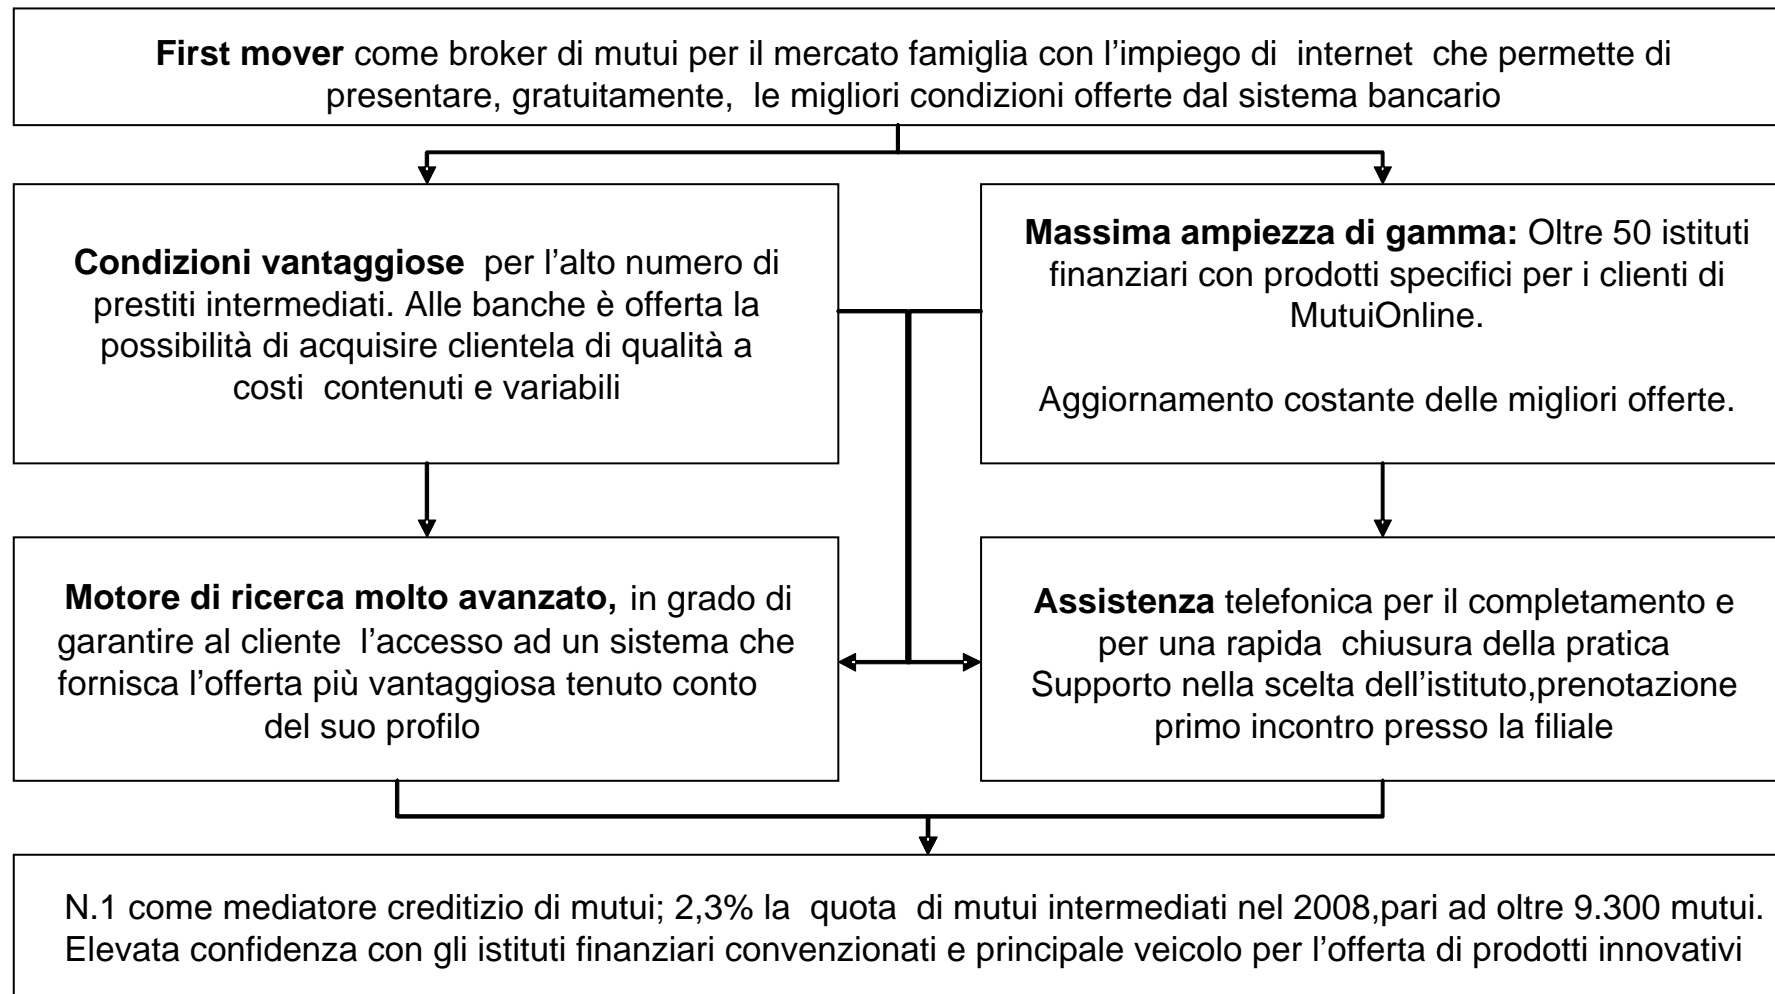 First mover come broker di mutui per il mercato famiglia con l'impiego di internet che permette di
presentare, gratuitamente, le migliori condizioni offerte dal sistema bancario
Condizioni vantaggiose per l'alto numero di
prestiti intermediati. Alle banche è offerta la
possibilità di acquisire clientela di qualità a
costi contenuti e variabili
Massima ampiezza di gamma: Oltre 50 istituti
finanziari con prodotti specifici per i clienti di
MutuiOnline.
Aggiornamento costante delle migliori offerte.
Motore di ricerca molto avanzato, in grado di
garantire al cliente l'accesso ad un sistema che
fornisca l'offerta più vantaggiosa tenuto conto
del suo profilo
Assistenza telefonica per il completamento e
per una rapida chiusura della pratica
Supporto nella scelta dell'istituto,prenotazione
primo incontro presso la filiale
N.1 come mediatore creditizio di mutui; 2,3% la quota di mutui intermediati nel 2008,pari ad oltre 9.300 mutui.
Elevata confidenza con gli istituti finanziari convenzionati e principale veicolo per l'offerta di prodotti innovativi